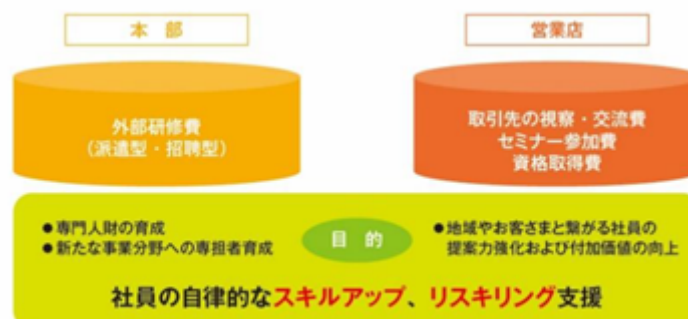 本 部
営業店
外部研修費
(派遣型・招聘型)
取引先の視察・交流費
セミナー参加費
資格取得費
●専門人財の育成
●新たな事業分野への専担者育成
目 的
●地域やお客さまと繋がる社員の
提案力強化および付加価値の向上
社員の自律的なスキルアップ、リスキリング支援